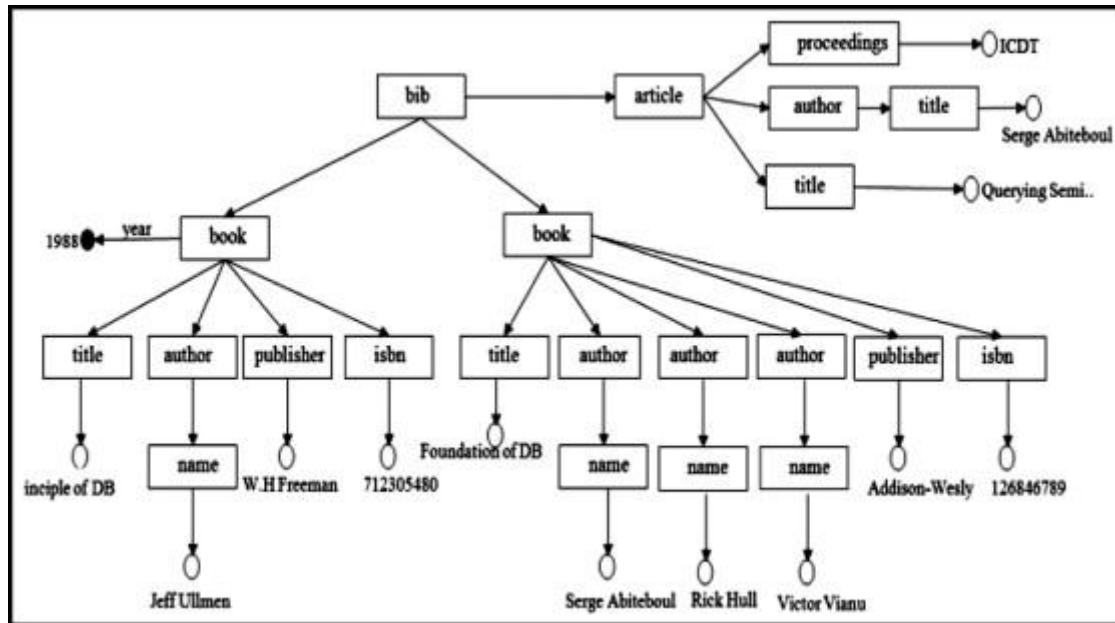 proceedings
ICDT
bib
article
author
title
Serge Abiteboul
title
Querying Semi..
1988
year
book
book
title
author
publisher
isbn
title
author
author
author
publisher
isbn
Foundation of DB
name
name
name
name
inciple of DB
W.H Freeman
712305480
Addison-Wesly
126846789
Jeff Ullmen
Serge Abiteboul
Rick Hull
Victor Vianu